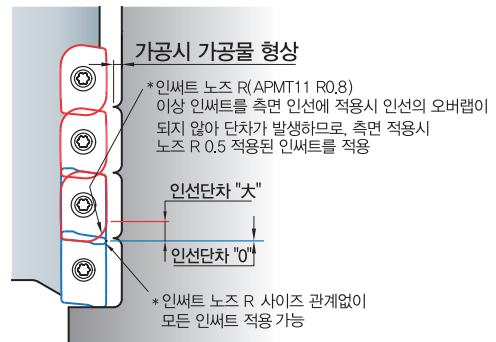 가공시 가공물 형상
*인써트 노즈 R(APMT11 R0.8)
이상 인써트를 측면 인선에 적용시 인선의 오버랩이
되지 않아 단차가 발생하므로, 측면 적용시
노즈 R 0.5 적용된 인써트를 적용
인선단차 "大"
인선단차 "0"
*인써트 노즈 R 사이즈 관계없이
모든 인써트 적용 가능